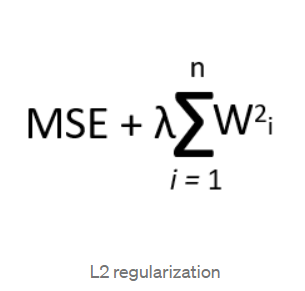 n
MSE + λ∑W²i
i = 1
L2 regularization